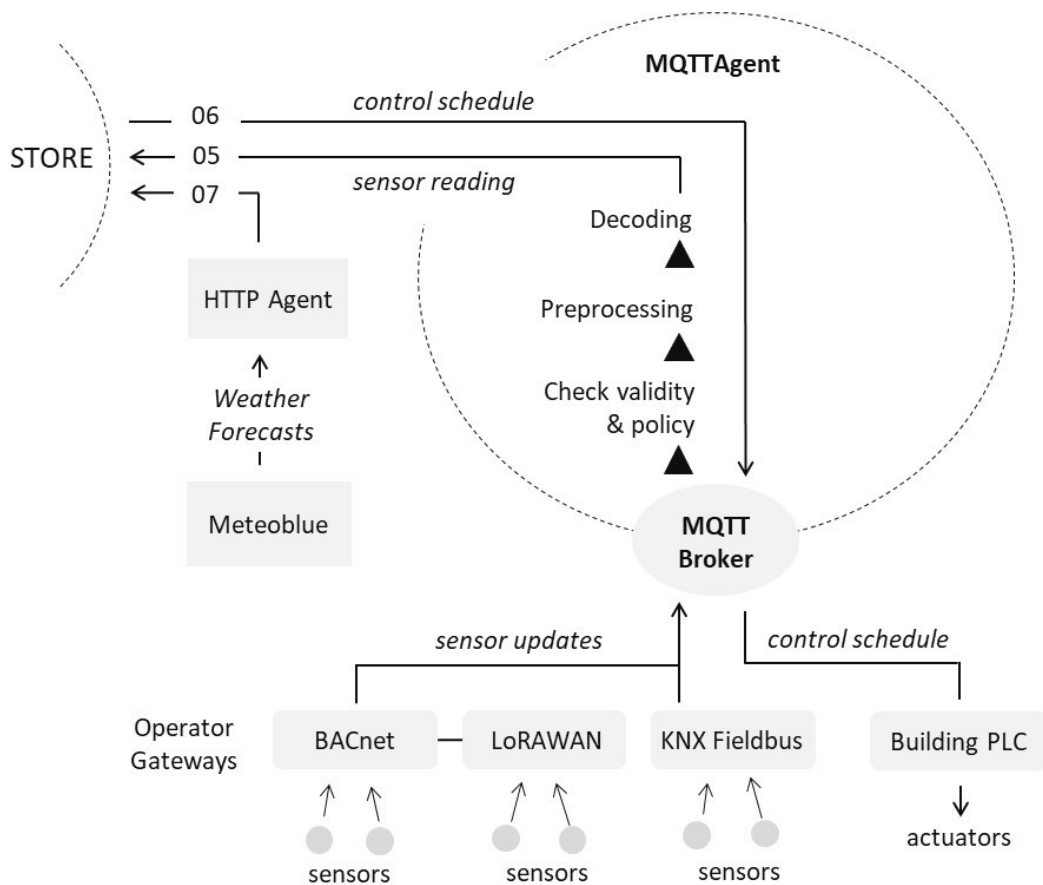 MQTTAgent
control schedule
06
STORE
05
sensor reading
07
Decoding
HTTP Agent
Preprocessing
Weather
Forecasts
Check validity
& policy
Meteoblue
MQTT
Broker
sensor updates
control schedule
Operator
Gateways
BACnet
LoRAWAN
KNX Fieldbus
Building PLC
actuators
sensors
sensors
sensors